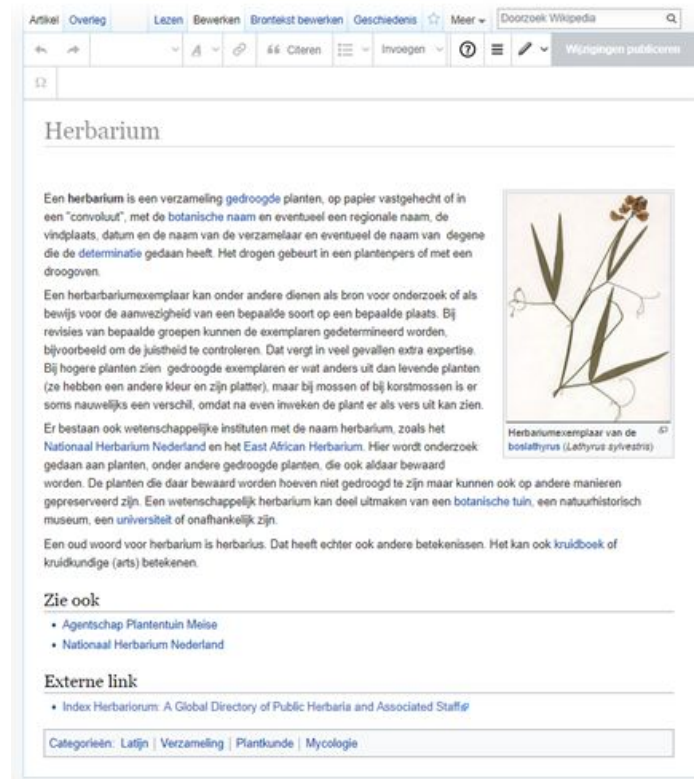 Artikel Overleg Lezen Bewerken Brontekst bewerken Geschiedenis Meer Doorzoek Wikipedia
A Citeren Invoegen ? Wijzigingen publiceren
Ω
Herbarium
Een herbarium is een verzameling gedroogde planten, op papier vastgehecht of in
een "convoluut", met de botanische naam en eventueel een regionale naam, de
vindplaats, datum en de naam van de verzamelaar en eventueel de naam van degene
die de determinatie gedaan heeft. Het drogen gebeurt in een plantenpers of met een
droogoven.
Een herbarbariumexemplaar kan onder andere dienen als bron voor onderzoek of als
bewijs voor de aanwezigheid van een bepaalde soort op een bepaalde plaats. Bij
revisies van bepaalde groepen kunnen de exemplaren gedetermineerd worden,
bijvoorbeeld om de juistheid te controleren. Dat vergt in veel gevallen extra expertise.
Bij hogere planten zien gedroogde exemplaren er wat anders uit dan levende planten
(ze hebben een andere kleur en zijn platter), maar bij mossen of bij korstmossen is er
soms nauwelijks een verschil, omdat na even inweken de plant er als vers uit kan zien.
Er bestaan ook wetenschappelijke instituten met de naam herbarium, zoals het
Nationaal Herbarium Nederland en het East African Herbarium. Hier wordt onderzoek
gedaan aan planten, onder andere gedroogde planten, die ook aldaar bewaard
worden. De planten die daar bewaard worden hoeven niet gedroogd te zijn maar kunnen ook op andere manieren
gepreserveerd zijn. Een wetenschappelijk herbarium kan deel uitmaken van een botanische tuin, een natuurhistorisch
museum, een universiteit of onafhankelijk zijn.
Een oud woord voor herbarium is herbarius. Dat heeft echter ook andere betekenissen. Het kan ook kruidboek of
kruidkundige (arts) betekenen.
Herbariumexemplaar van de
boslathyrus (Lathyrus sylvestris)
Zie ook
• Agentschap Plantentuin Meise
• Nationaal Herbarium Nederland
Externe link
• Index Herbariorum: A Global Directory of Public Herbaria and Associated Staff
Categorieën: Latijn | Verzameling | Plantkunde | Mycologie